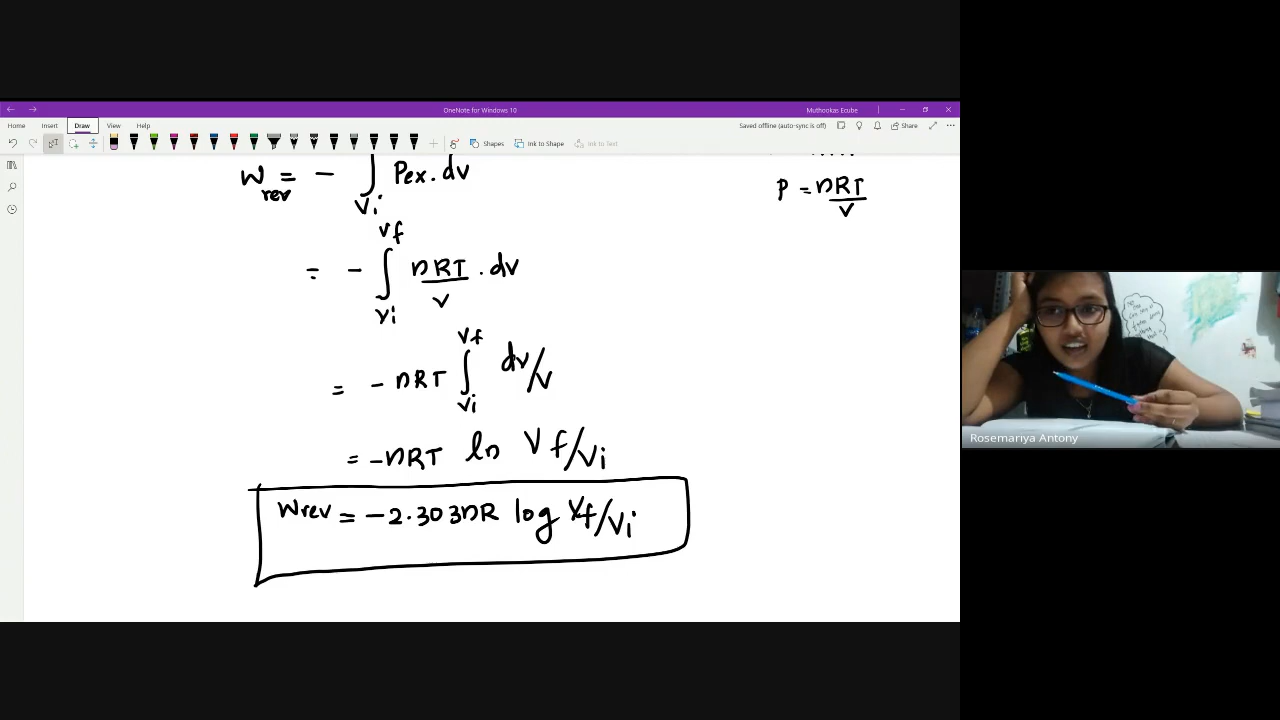 OneNote for Windows 10
Muthookas Ecube
Home Insert Draw View Help
Saved offline (auto-sync is off)
Share
Shapes
Ink to Shape
Ink to Text
W rev = - ∫ Vi Pex. dv
P = nRT/V
= - ∫ Vf Vi nRT/V . dv
= - nRT ∫ Vf Vi dv/v
= -nRT ln Vf/Vi
Wrev = -2.303nR log Vf/Vi
Rosemariya Antony